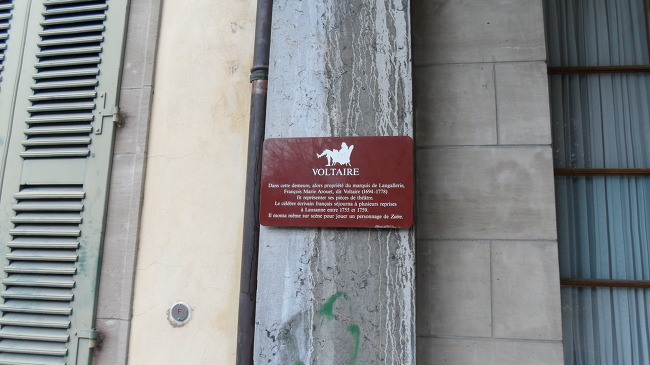 VOLTAIRE
Dans cette demeure, alors propriété du marquis de Langallerie,
François Marie Arouet, dit Voltaire (1694-1778)
fit représenter ses pièces de théâtre.
Le célèbre écrivain français séjourna à plusieurs reprises
à Lausanne entre 1755 et 1759.
Il monta même sur scène pour jouer un personnage de Zaïre.